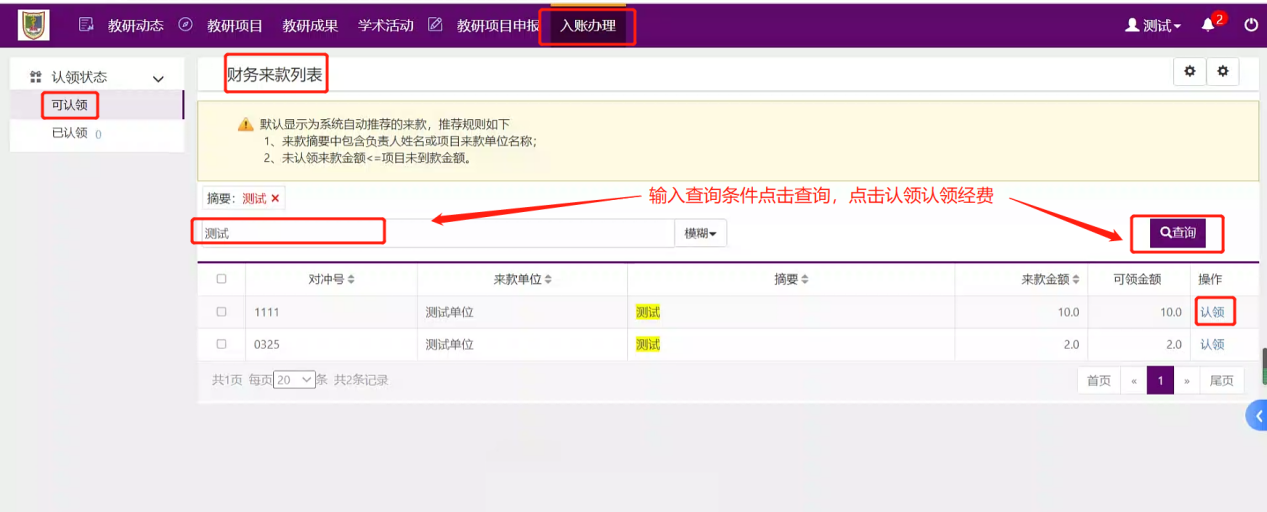 教研动态 教研项目 教研成果 学术活动 教研项目申报 入账办理 测试 2
认领状态
可认领
已认领 0
财务来款列表
默认显示为系统自动推荐的来款，推荐规则如下
1、来款摘要中包含负责人姓名或项目来款单位名称；
2、未认领来款金额<=项目未到款金额。
摘要：测试 ×
输入查询条件点击查询，点击认领认领经费
测试 模糊 查询
对冲号 来款单位 摘要 来款金额 可领金额 操作
1111 测试单位 测试 10.0 10.0 认领
0325 测试单位 测试 2.0 2.0 认领
共1页 每页 20 条 共2条记录 首页 « 1 » 尾页